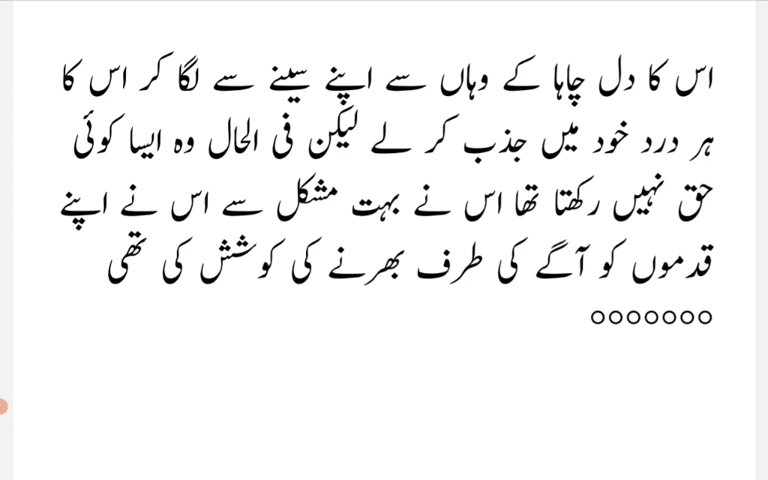 اس کا دل چاہا کے وہاں سے اپنے سینے سے لگا کر اس کا
ہر درد خود میں جذب کر لے لیکن فی الحال وہ ایسا کوئی
حق نہیں رکھتا تھا اس نے بہت مشکل سے اس نے اپنے
قدموں کو آگے کی طرف بھرنے کی کوشش کی تھی
○○○○○○○